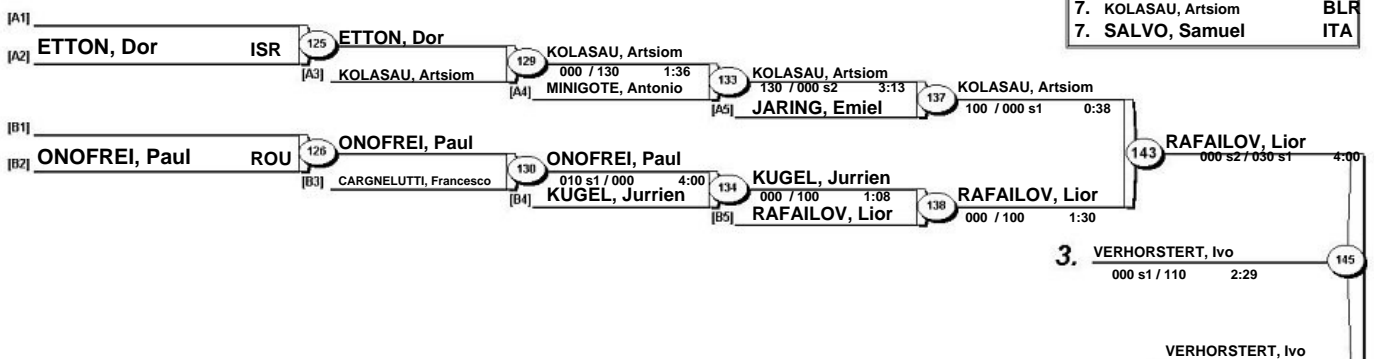 7. KOLASAU, Artsiom BLR
7. SALVO, Samuel ITA
[A1]
[A2] ETTON, Dor ISR
125
ETTON, Dor
[A3] KOLASAU, Artsiom
129
KOLASAU, Artsiom
000 / 130 1:36
[A4] MINIGOTE, Antonio
133
KOLASAU, Artsiom
130 / 000 s2 3:13
[A5] JARING, Emiel
137
KOLASAU, Artsiom
100 / 000 s1 0:38
[B1]
[B2] ONOFREI, Paul ROU
126
ONOFREI, Paul
[B3] CARGNELUTTI, Francesco
130
ONOFREI, Paul
010 s1 / 000 4:00
[B4] KUGEL, Jurrien
134
KUGEL, Jurrien
000 / 100 1:08
[B5] RAFAILOV, Lior
138
RAFAILOV, Lior
000 / 100 1:30
143
RAFAILOV, Lior
000 s2 / 030 s1 4:00
3. VERHORSTERT, Ivo
000 s1 / 110 2:29
145
VERHORSTERT, Ivo